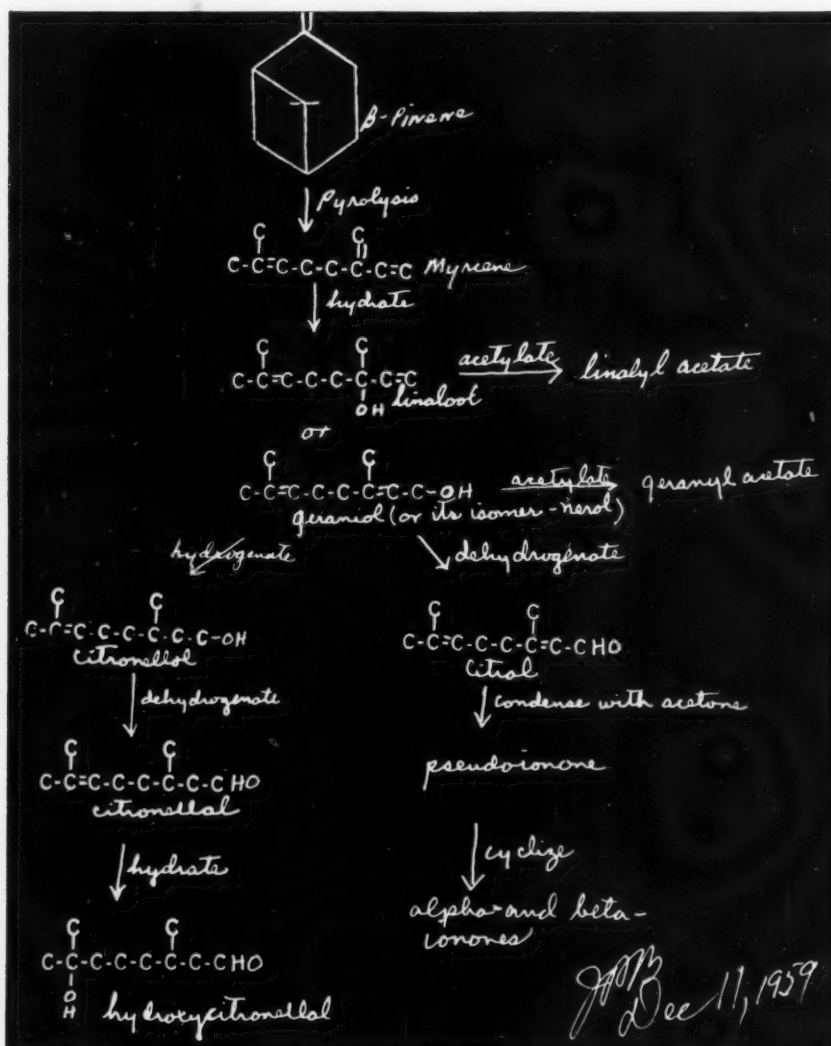 β-Pinene
Pyrolysis
C C
C-C=C-C-C-C-C=C Myrcene
hydrate
C C
C-C=C-C-C-C-C=C acetylate linalyl acetate
OH linalool
or
C C
C-C=C-C-C-C=C-C-OH acetylate geranyl acetate
geraniol (or its isomer - nerol)
hydrogenate dehydrogenate
C C
C-C=C-C-C-C-C-C-OH
citronellol
C C
C-C=C-C-C-C=C-CHO
citral
dehydrogenate
condense with acetone
C C
C-C=C-C-C-C-C-CHO
citronellal
pseudoionone
hydrate
cyclize
alpha- and beta-
ionones
C C
C-C-C-C-C-C-C-CHO
OH
hydroxycitronellal
Dec 11, 1959